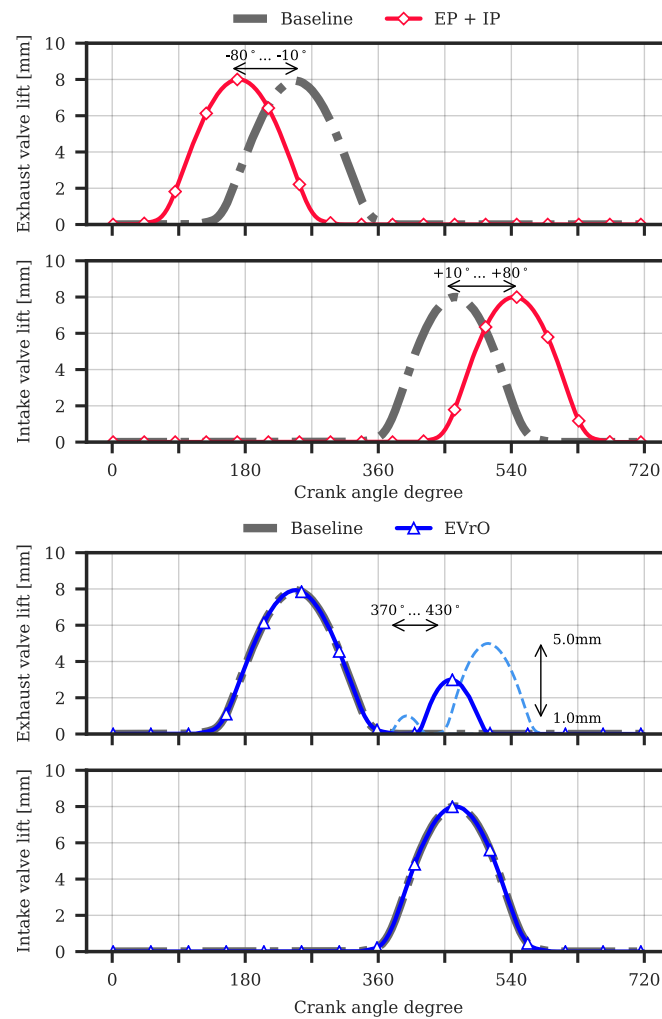 Baseline EP + IP
Exhaust valve lift [mm]
10
8
6
4
2
0
-80° ... -10°
Intake valve lift [mm]
10
8
6
4
2
0
+10° ... +80°
0 180 360 540 720
Crank angle degree
Baseline EVrO
Exhaust valve lift [mm]
10
8
6
4
2
0
370° ... 430°
5.0mm
1.0mm
Intake valve lift [mm]
10
8
6
4
2
0
0 180 360 540 720
Crank angle degree